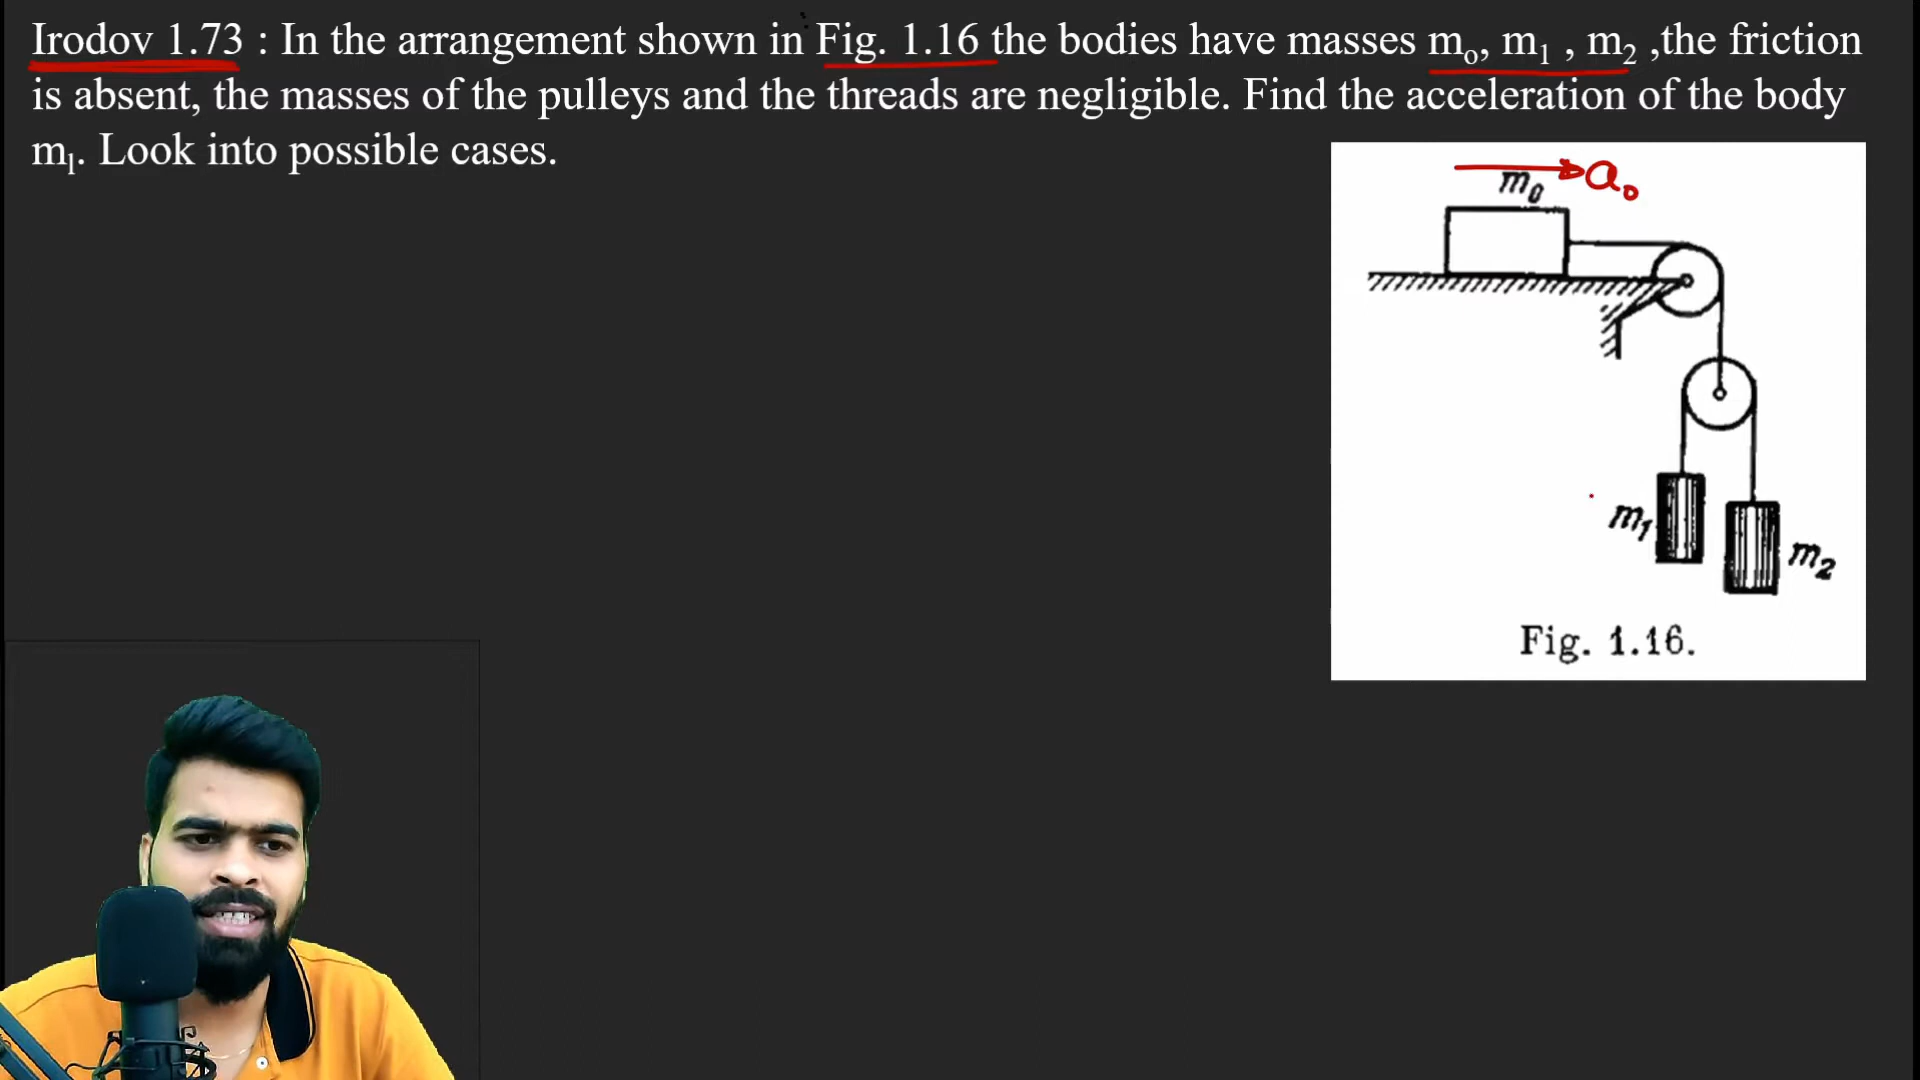 Irodov 1.73 : In the arrangement shown in Fig. 1.16 the bodies have masses m₀, m₁ , m₂ ,the friction
is absent, the masses of the pulleys and the threads are negligible. Find the acceleration of the body
mₗ. Look into possible cases.
a₀
m₀
m₁
m₂
Fig. 1.16.